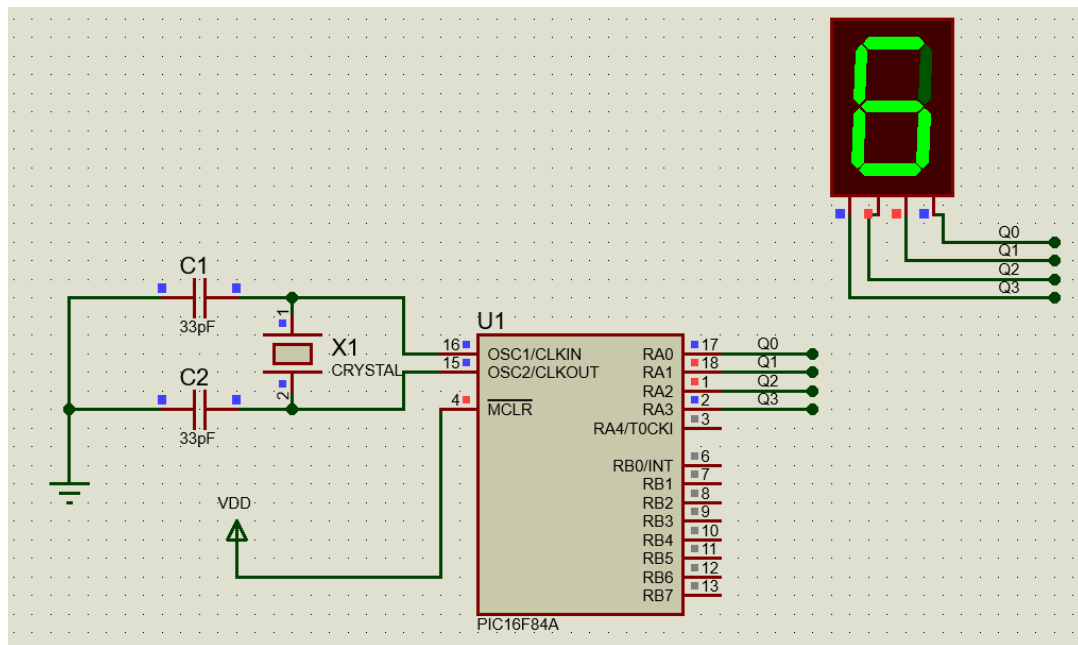 6
Q0
Q1
Q2
Q3
C1
33pF
1
X1
CRYSTAL
2
C2
33pF
VDD
U1
16 OSC1/CLKIN
15 OSC2/CLKOUT
4 MCLR
RA0 17 Q0
RA1 18 Q1
RA2 1 Q2
RA3 2 Q3
RA4/T0CKI 3
RB0/INT 6
RB1 7
RB2 8
RB3 9
RB4 10
RB5 11
RB6 12
RB7 13
PIC16F84A